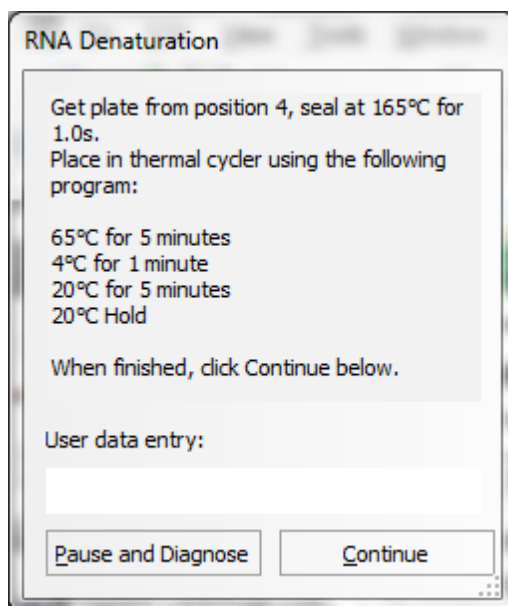 RNA Denaturation
Get plate from position 4, seal at 165°C for
1.0s.
Place in thermal cycler using the following
program:
65°C for 5 minutes
4°C for 1 minute
20°C for 5 minutes
20°C Hold
When finished, click Continue below.
User data entry:
Pause and Diagnose
Continue